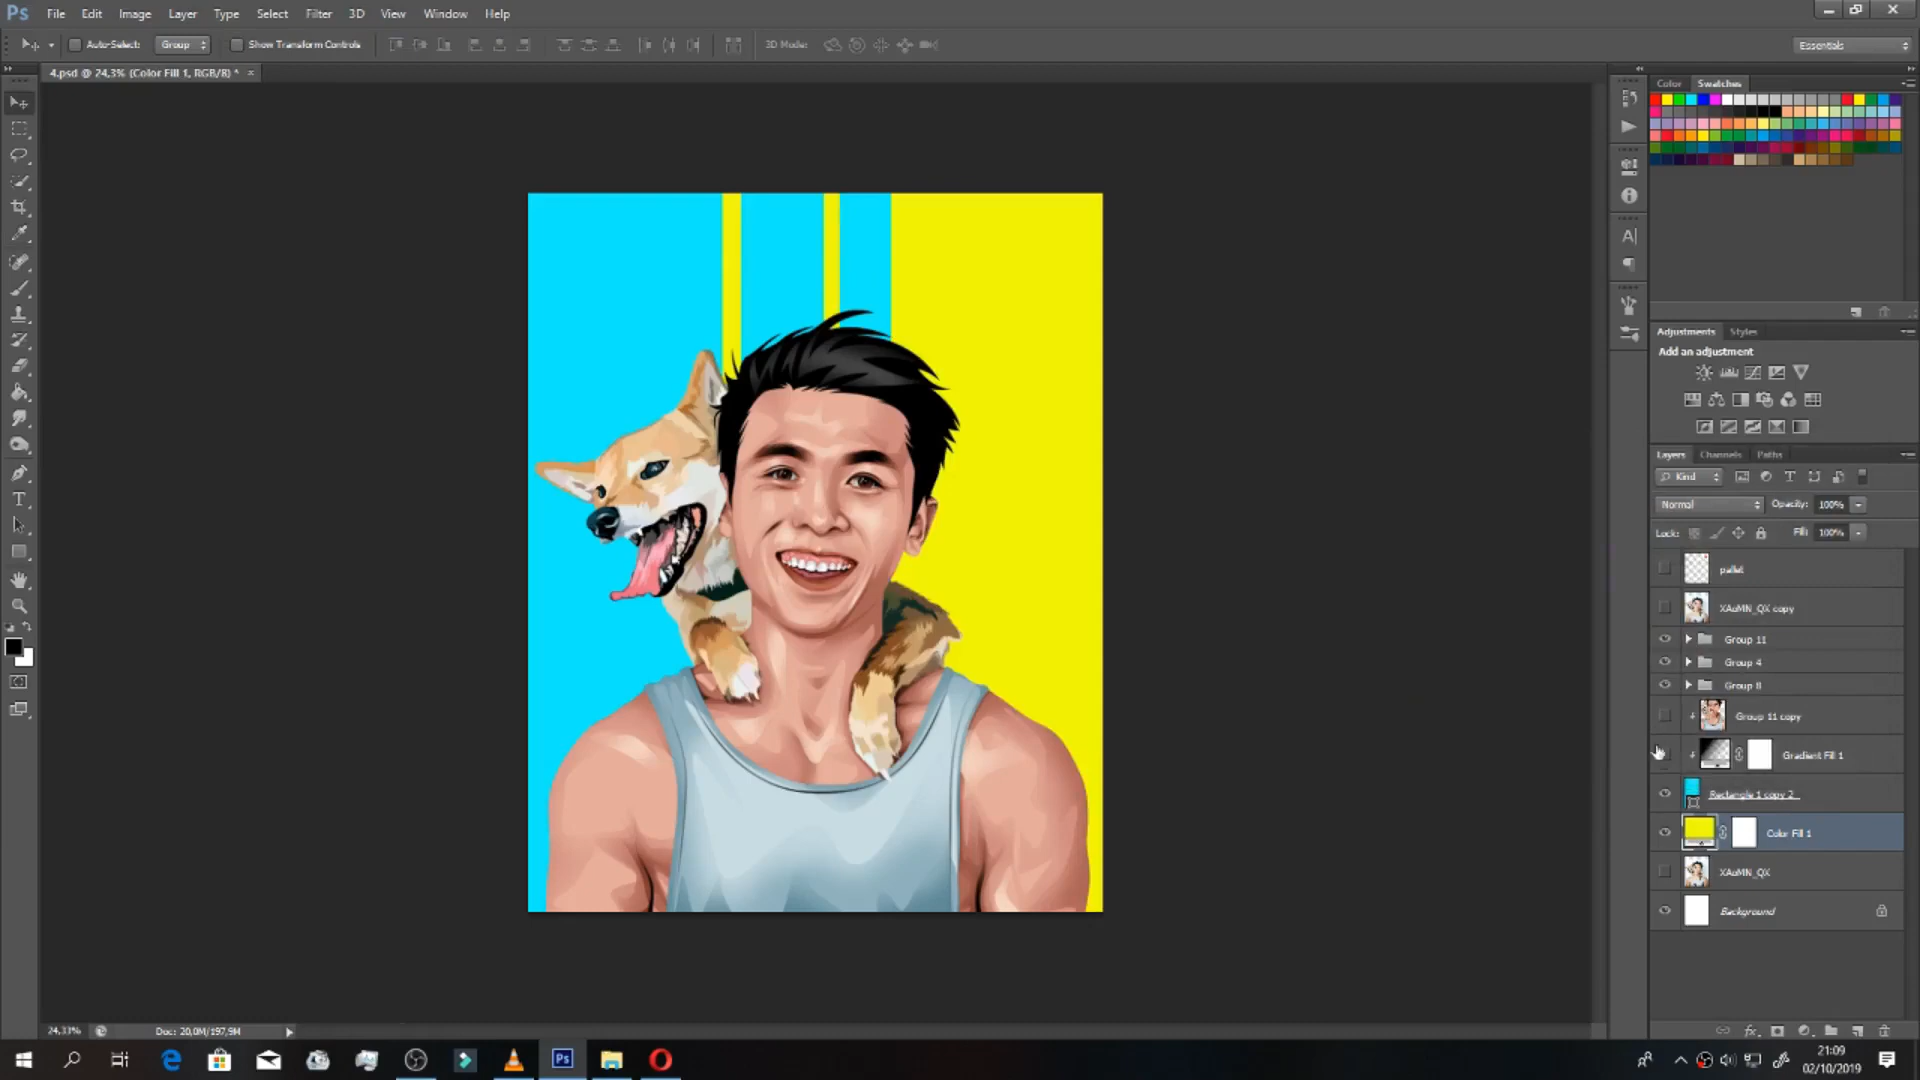 Ps File Edit Image Layer Type Select Filter 3D View Window Help
Auto-Select: Group Show Transform Controls 3D Mode: Essentials
4.psd @ 24,3% (Color Fill 1, RGB/8) * ×
Color Swatches
Adjustments Styles
Add an adjustment
Layers Channels Paths
Kind
Normal Opacity: 100%
Lock: Fill: 100%
pallet
XAoMN_QX copy
Group 11
Group 4
Group 8
Group 11 copy
Gradient Fill 1
Rectangle 1 copy 2
Color Fill 1
XAoMN_QX
Background
24,33% Doc: 20,0M/197,9M
Ps
21:09
02/10/2019